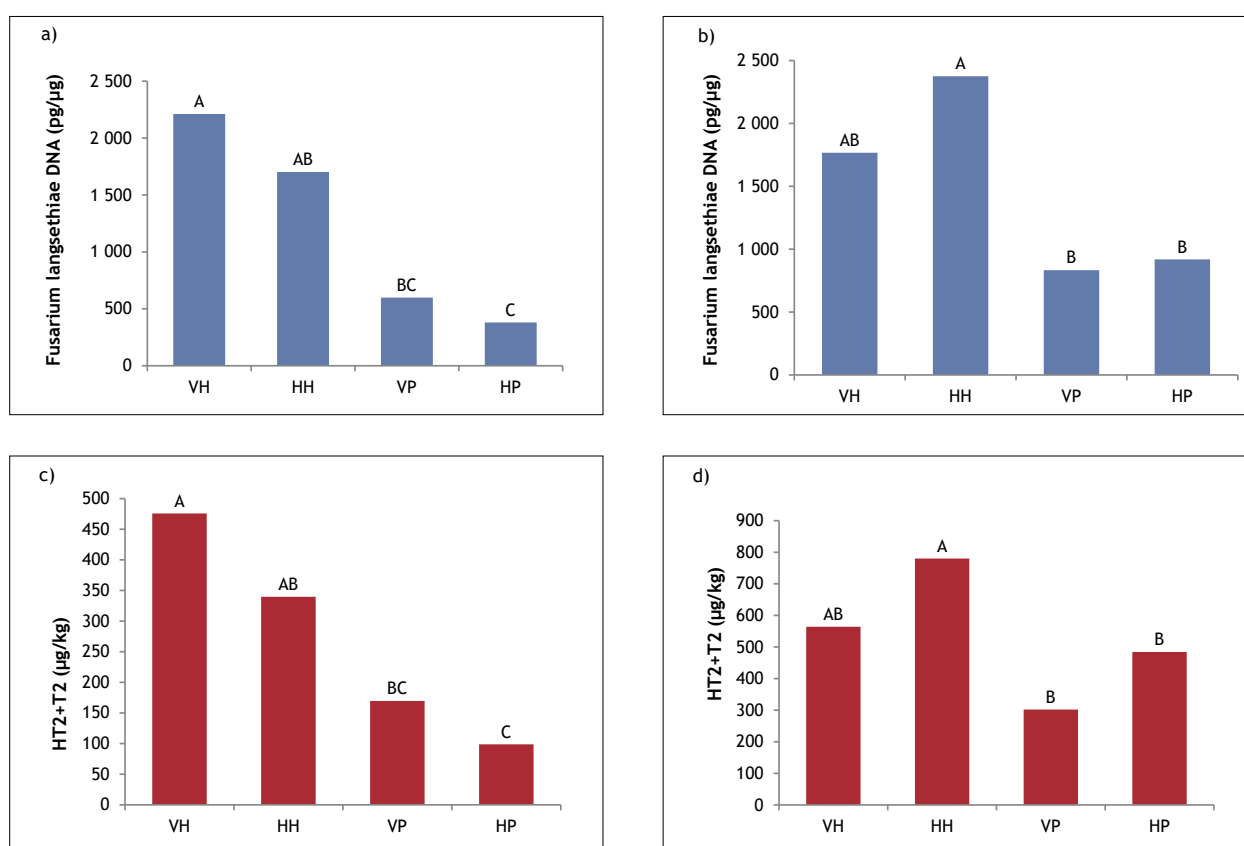 a)
Fusarium langsethiae DNA (pg/µg)
2 500
2 000
1 500
1 000
500
0
A
AB
BC
C
VH HH VP HP
b)
Fusarium langsethiae DNA (pg/µg)
2 500
2 000
1 500
1 000
500
0
AB
A
B
B
VH HH VP HP
c)
HT2+T2 (µg/kg)
500
450
400
350
300
250
200
150
100
50
0
A
AB
BC
C
VH HH VP HP
d)
HT2+T2 (µg/kg)
900
800
700
600
500
400
300
200
100
0
AB
A
B
B
VH HH VP HP